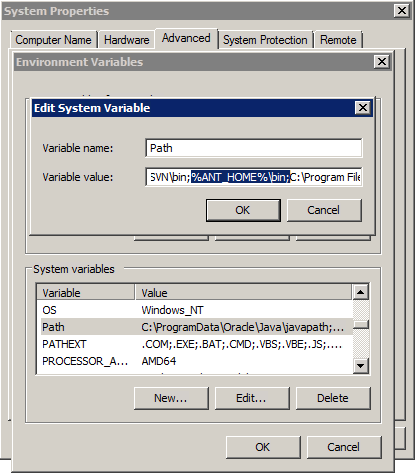 System Properties
Computer Name
Hardware
Advanced
System Protection
Remote
Environment Variables
Edit System Variable
Variable name:
Path
Variable value:
SVN\bin;%ANT_HOME%\bin;C:\Program File
OK
Cancel
System variables
Variable Value
OS Windows_NT
Path C:\ProgramData\Oracle\Java\javapath;...
PATHEXT .COM;.EXE;.BAT;.CMD;.VBS;.VBE;.JS;....
PROCESSOR_A... AMD64
New...
Edit...
Delete
OK
Cancel